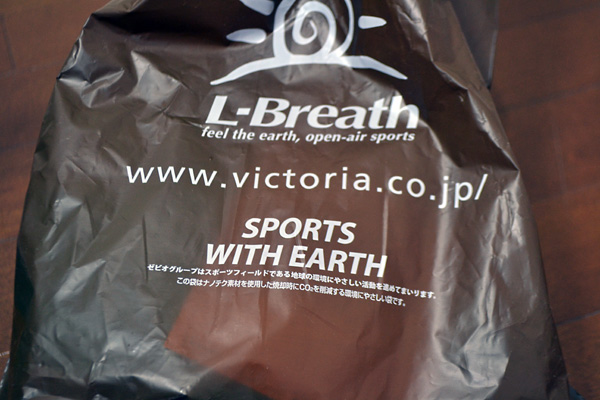 L-Breath
feel the earth, open-air sports
www.victoria.co.jp/
SPORTS
WITH EARTH
ゼビオグループはスポーツフィールドである地球の環境にやさしい活動を進めてまいります。
この袋はナノテク素材を使用した焼却時にCO₂を削減する環境にやさしい袋です。